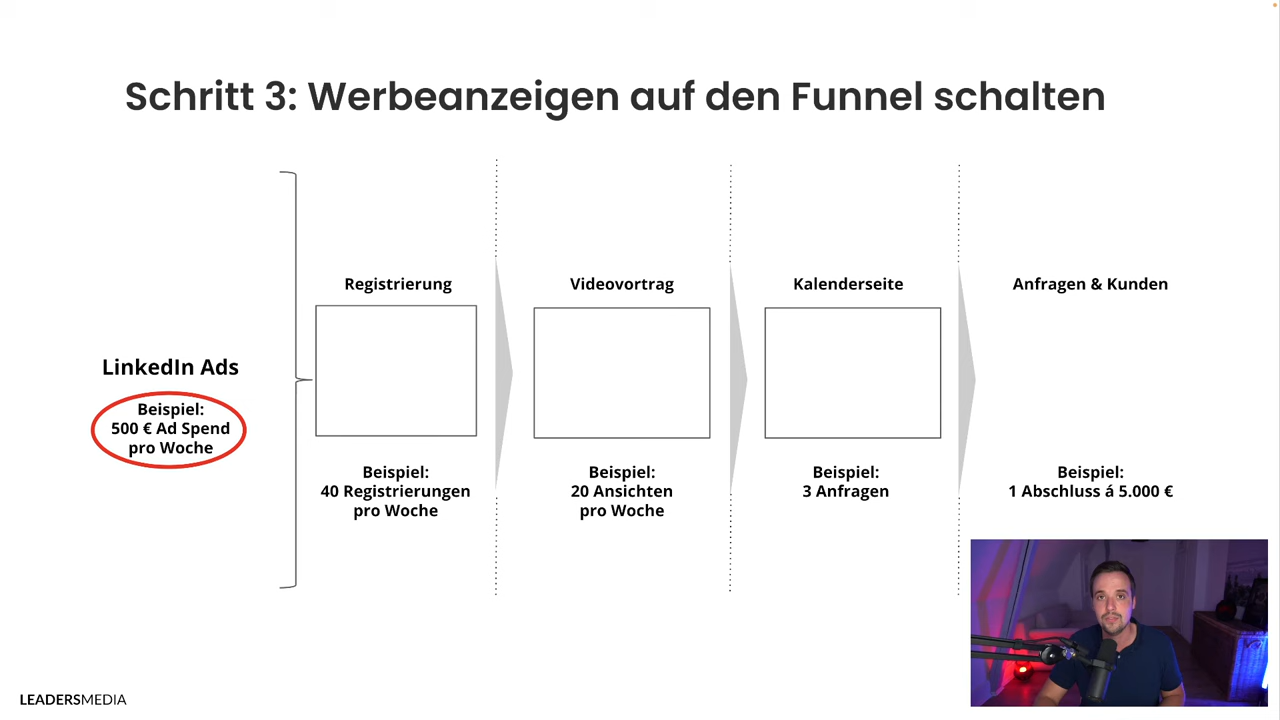 Schritt 3: Werbeanzeigen auf den Funnel schalten
LinkedIn Ads
Beispiel:
500 € Ad Spend
pro Woche
Registrierung
Beispiel:
40 Registrierungen
pro Woche
Videovortrag
Beispiel:
20 Ansichten
pro Woche
Kalenderseite
Beispiel:
3 Anfragen
Anfragen & Kunden
Beispiel:
1 Abschluss á 5.000 €
LEADERSMEDIA